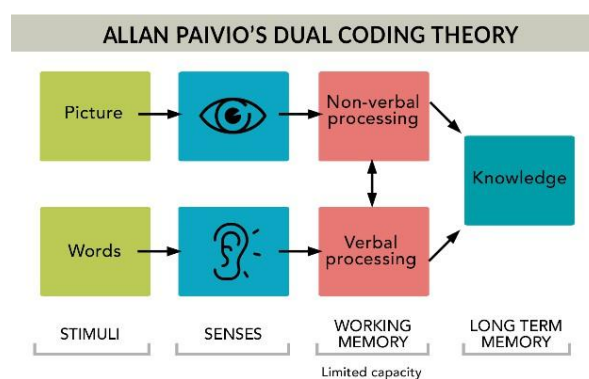 ALLAN PAIVIO'S DUAL CODING THEORY
Picture
Non-verbal
processing
Knowledge
Words
Verbal
processing
STIMULI
SENSES
WORKING
MEMORY
LONG TERM
MEMORY
Limited capacity